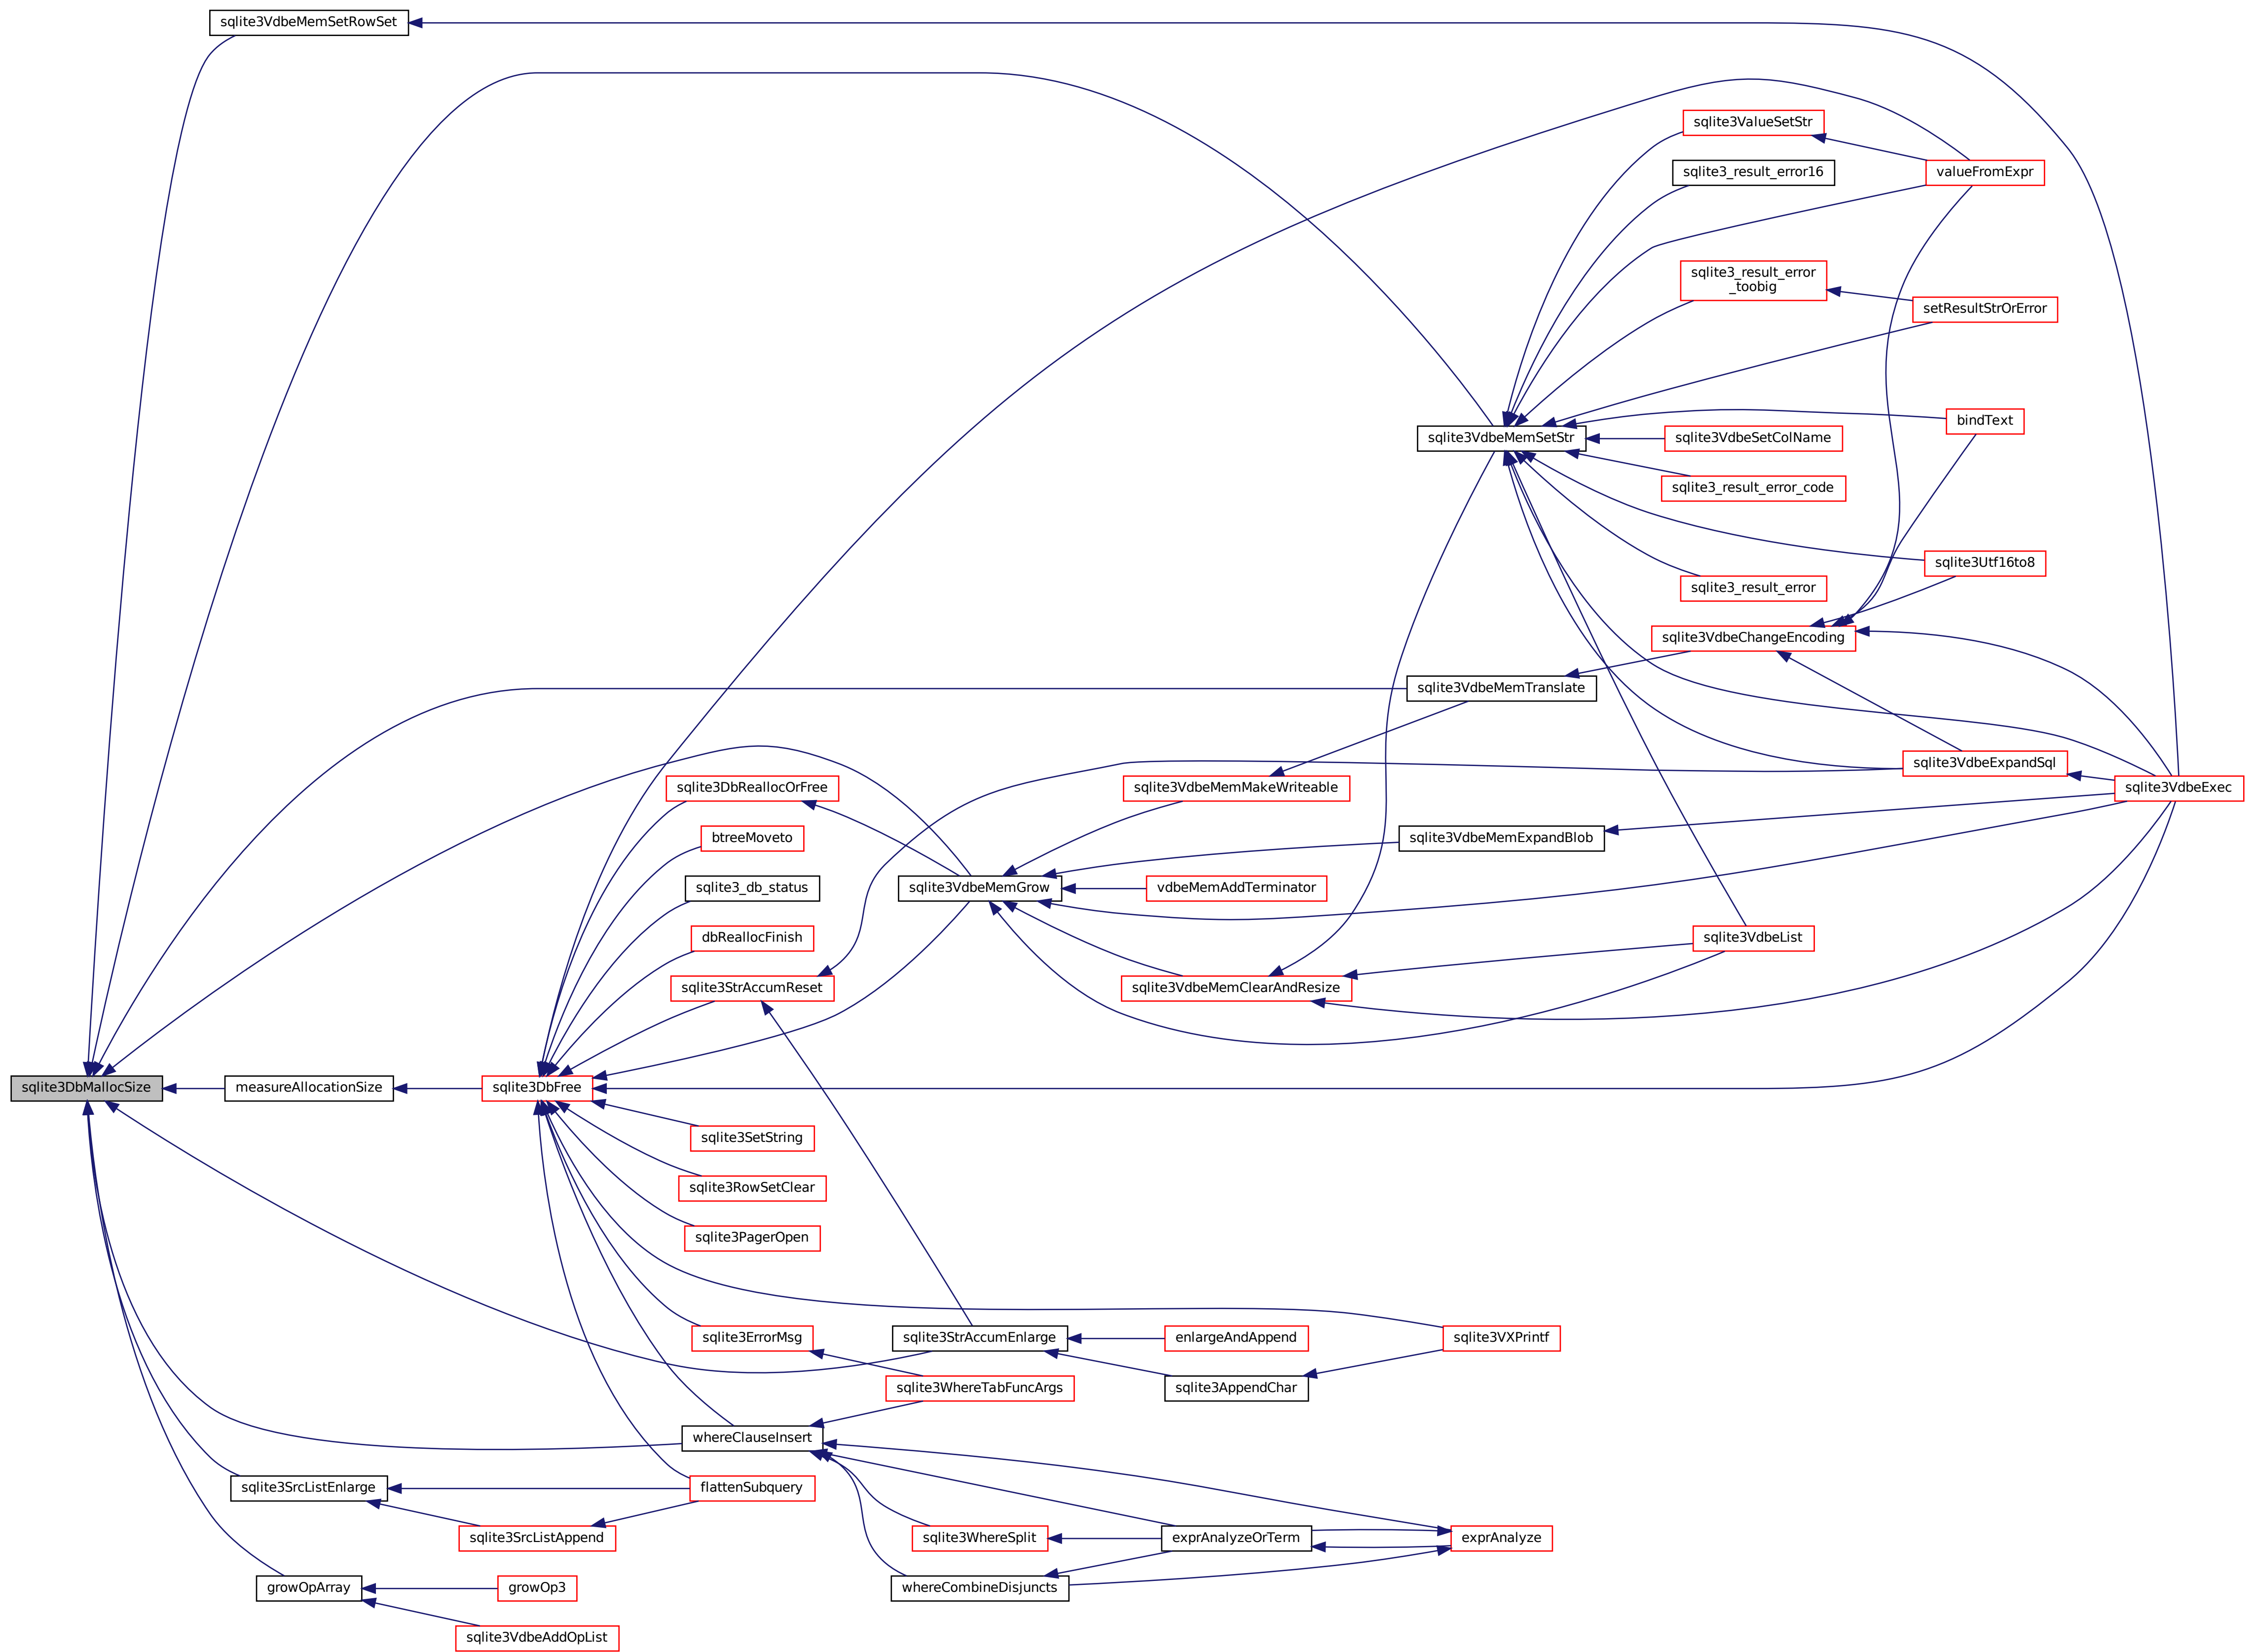 sqlite3VdbeMemSetRowSet
sqlite3ValueSetStr
sqlite3_result_error16
valueFromExpr
sqlite3_result_error
_toobig
setResultStrOrError
bindText
sqlite3VdbeMemSetStr
sqlite3VdbeSetColName
sqlite3_result_error_code
sqlite3Utf16to8
sqlite3_result_error
sqlite3VdbeChangeEncoding
sqlite3VdbeMemTranslate
sqlite3VdbeExpandSql
sqlite3DbReallocOrFree
sqlite3VdbeMemMakeWriteable
sqlite3VdbeExec
btreeMoveto
sqlite3VdbeMemExpandBlob
sqlite3_db_status
sqlite3VdbeMemGrow
vdbeMemAddTerminator
dbReallocFinish
sqlite3VdbeList
sqlite3StrAccumReset
sqlite3VdbeMemClearAndResize
sqlite3DbMallocSize
measureAllocationSize
sqlite3DbFree
sqlite3SetString
sqlite3RowSetClear
sqlite3PagerOpen
sqlite3ErrorMsg
sqlite3StrAccumEnlarge
enlargeAndAppend
sqlite3VXPrintf
sqlite3WhereTabFuncArgs
sqlite3AppendChar
whereClauseInsert
sqlite3SrcListEnlarge
flattenSubquery
sqlite3SrcListAppend
sqlite3WhereSplit
exprAnalyzeOrTerm
exprAnalyze
growOpArray
growOp3
whereCombineDisjuncts
sqlite3VdbeAddOpList